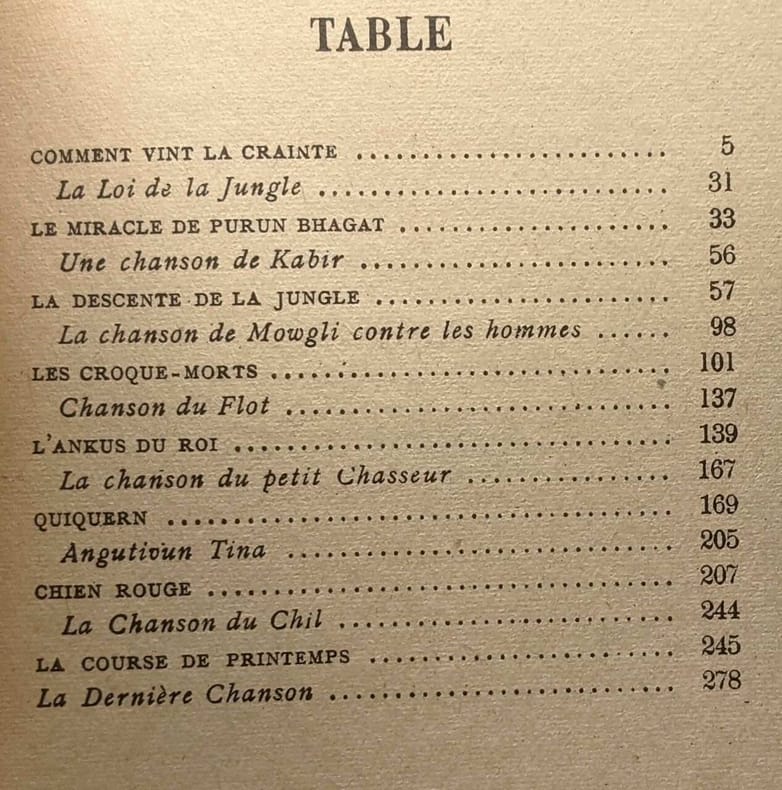 TABLE
COMMENT VINT LA CRAINTE ........................ 5
La Loi de la Jungle ........................... 31
LE MIRACLE DE PURUN BHAGAT ..................... 33
Une chanson de Kabir ........................ 56
LA DESCENTE DE LA JUNGLE ....................... 57
La chanson de Mowgli contre les hommes ...... 98
LES CROQUE-MORTS ............................... 101
Chanson du Flot .............................. 137
L'ANKUS DU ROI ................................. 139
La chanson du petit Chasseur ................ 167
QUIQUERN ....................................... 169
Angutivun Tina .............................. 205
CHIEN ROUGE .................................... 207
La Chanson du Chil .......................... 244
LA COURSE DE PRINTEMPS ......................... 245
La Dernière Chanson ........................... 278